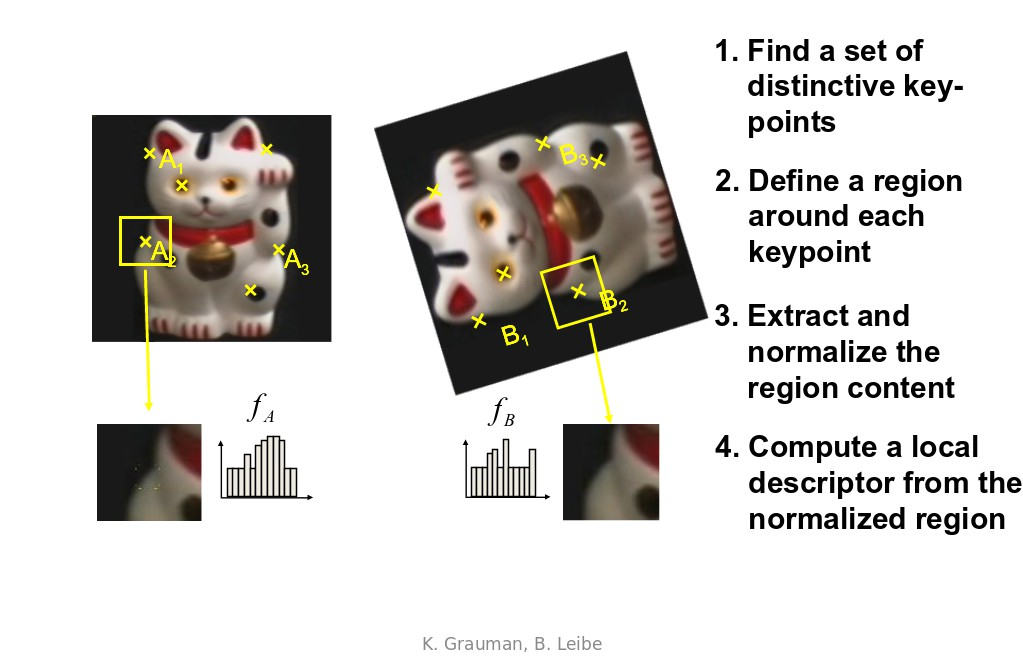 1. Find a set of
distinctive key-
points
2. Define a region
around each
keypoint
3. Extract and
normalize the
region content
4. Compute a local
descriptor from the
normalized region
A1
A2
A3
B3
B2
B1
fA
fB
K. Grauman, B. Leibe